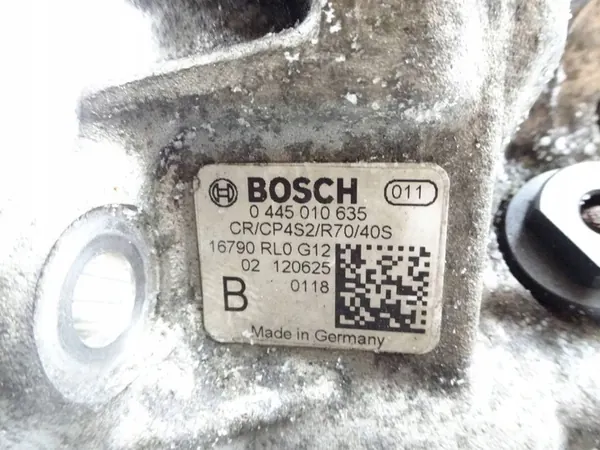 BOSCH 011
0 445 010 635
CR/CP4S2/R70/40S
16790 RL0 G12
02 120625
B 0118
Made in Germany